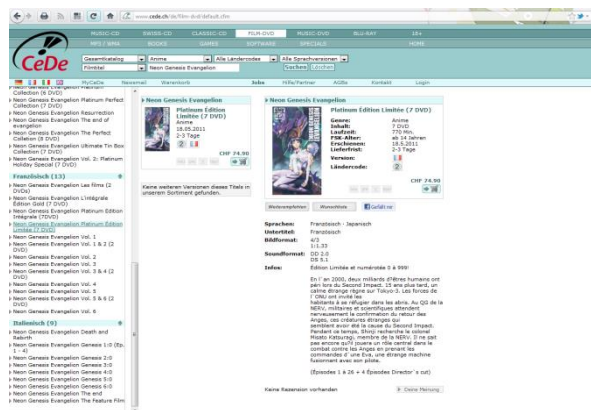 www.cede.ch/de/film-dvd/default.cfm
MUSIC-CD SWISS-CD CLASSIC-CD FILM-DVD MUSIC-DVD BLU-RAY 18+
MP3 / WMA BOOKS GAMES SOFTWARE SPECIALS HOME
CeDe
Gesamtkatalog Anime Alle Ländercodes Alle Sprachversionen
Filmtitel Neon Genesis Evangelion Suchen Löschen
MyCeDe Newsmail Warenkorb Jobs Hilfe/Partner AGBs Kontakt Login
Neon Genesis Evangelion Platinum
Collection (6 DVD)
Neon Genesis Evangelion Platinum Perfect
Collection (7 DVD)
Neon Genesis Evangelion Resurrection
Neon Genesis Evangelion The end of
evangelion
Neon Genesis Evangelion The Perfect
Collection (8 DVD)
Neon Genesis Evangelion Ultimate Tin Box
Collection (7 DVD)
Neon Genesis Evangelion Vol. 2: Platinum
Holiday Special (7 DVD)
Französisch (13)
Neon Genesis Evangelion Les films (2
DVDs)
Neon Genesis Evangelion L'intégrale
Édition Gold (7 DVD)
Neon Genesis Evangelion Platinum Edition
Intégrale (7DVD)
Neon Genesis Evangelion Platinum Edition
Limitée (7 DVD)
Neon Genesis Evangelion Vol. 1
Neon Genesis Evangelion Vol. 1 & 2 (2
DVD)
Neon Genesis Evangelion Vol. 2
Neon Genesis Evangelion Vol. 3
Neon Genesis Evangelion Vol. 3 & 4 (2
DVD)
Neon Genesis Evangelion Vol. 4
Neon Genesis Evangelion Vol. 5
Neon Genesis Evangelion Vol. 5 & 6 (2
DVD)
Neon Genesis Evangelion Vol. 6
Italienisch (9)
Neon Genesis Evangelion Death and
Rebirth
Neon Genesis Evangelion Genesis 1:0 (Ep.
1 - 4)
Neon Genesis Evangelion Genesis 2:0
Neon Genesis Evangelion Genesis 3:0
Neon Genesis Evangelion Genesis 4:0
Neon Genesis Evangelion Genesis 5:0
Neon Genesis Evangelion Genesis 6:0
Neon Genesis Evangelion The end
Neon Genesis Evangelion The Feature Film
Neon Genesis Evangelion
Platinum Edition
Limitée (7 DVD)
Anime
18.05.2011
2-3 Tage
2
CHF 74.90
Keine weiteren Versionen dieses Titels in
unserem Sortiment gefunden.
Neon Genesis Evangelion
Platinum Edition Limitée (7 DVD)
Genre: Anime
Inhalt: 7 DVD
Laufzeit: 770 Min.
FSK-Alter: ab 14 Jahren
Erschienen: 18.5.2011
Lieferfrist: 2-3 Tage
Version:
Ländercode: 2
CHF 74.90
Weiterempfehlen Wunschliste Gefällt mir
Sprachen: Französisch - Japanisch
Untertitel: Französisch
Bildformat: 4/3
1:1.33
Soundformat: DD 2.0
DS 5.1
Infos: Édition Limitée et numérotée 0 à 999!
En l'an 2000, deux milliards d'êtres humains ont
péri lors du Second Impact. 15 ans plus tard, un
calme étrange règne sur Tokyo-3. Les forces de
l'ONU ont invité les
habitants à se réfugier dans les abris. Au QG de la
NERV, militaires et scientifiques attendent
nerveusement la confirmation du retour des
Anges, ces créatures étranges qui
semblent avoir été la cause du Second Impact.
Pendant ce temps, Shinji recherche le colonel
Misato Katsuragi, membre de la NERV. Il ne sait
pas encore qu'il jouera un rôle central dans le
combat contre les Anges en prenant les
commandes d'une Eva, une étrange machine
fusionnant avec son pilote.
(Épisodes 1 à 26 + 4 Épisodes Director's cut)
Keine Rezension vorhanden Deine Meinung